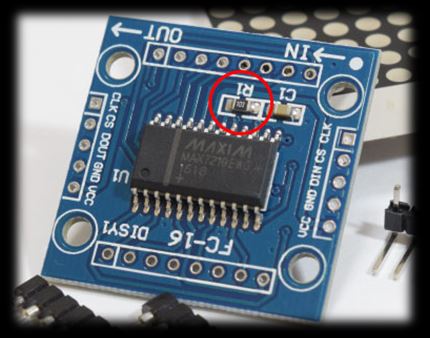 OUT
IN
R1
C1
103
CLK CS DOUT GND VCC
MAXIM
U1
VCC GND DIN CS CLK
DISY1
FC-16